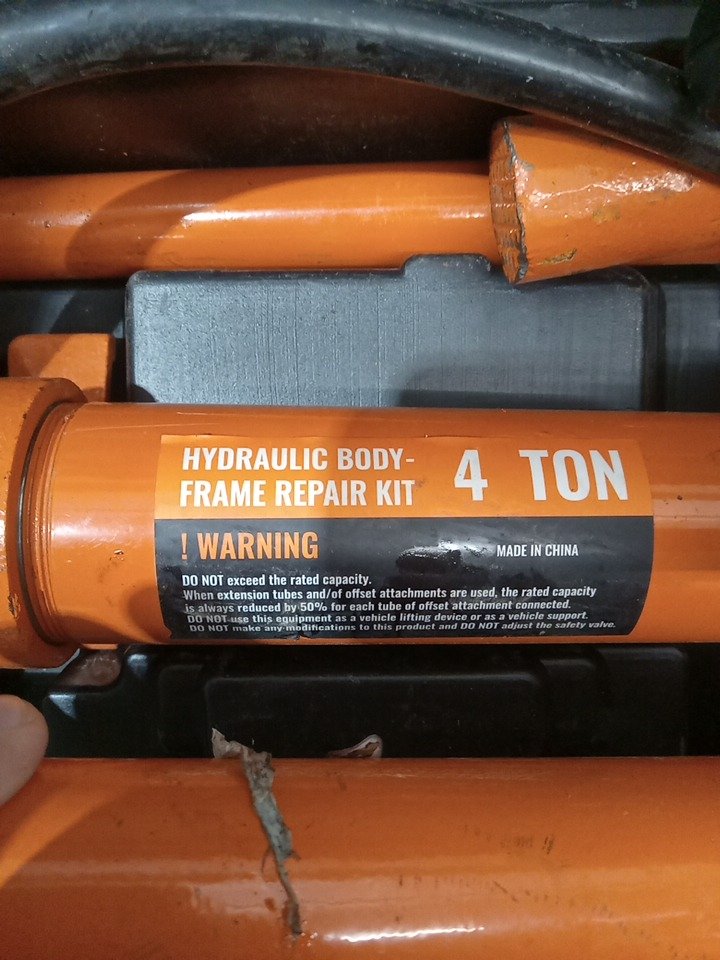 HYDRAULIC BODY-
FRAME REPAIR KIT
4 TON
! WARNING
MADE IN CHINA
DO NOT exceed the rated capacity.
When extension tubes and/of offset attachments are used, the rated capacity
is always reduced by 50% for each tube of offset attachment connected.
DO NOT use this equipment as a vehicle lifting device or as a vehicle support.
DO NOT make any modifications to this product and DO NOT adjust the safety valve.